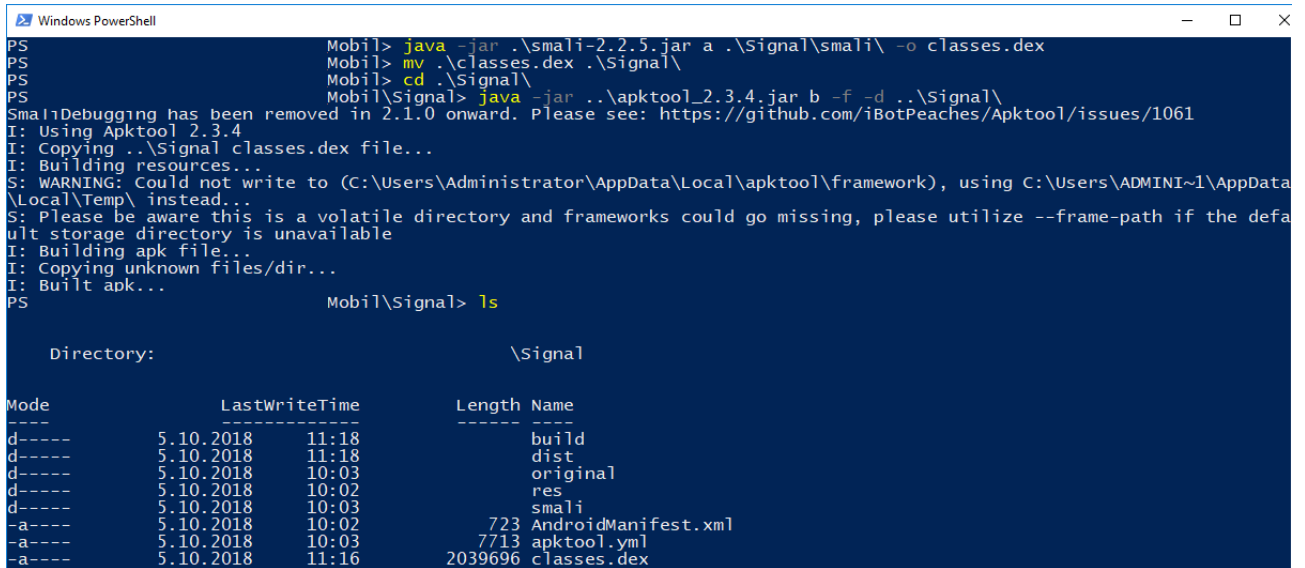 Windows PowerShell
PS Mobil> java -jar .\smali-2.2.5.jar a .\Signal\smali\ -o classes.dex
PS Mobil> mv .\classes.dex .\Signal\
PS Mobil> cd .\Signal\
PS Mobil\Signal> java -jar ..\apktool_2.3.4.jar b -f -d ..\Signal\
SmaliDebugging has been removed in 2.1.0 onward. Please see: https://github.com/iBotPeaches/Apktool/issues/1061
I: Using Apktool 2.3.4
I: Copying ..\Signal classes.dex file...
I: Building resources...
S: WARNING: Could not write to (C:\Users\Administrator\AppData\Local\apktool\framework), using C:\Users\ADMINI~1\AppData
\Local\Temp\ instead...
S: Please be aware this is a volatile directory and frameworks could go missing, please utilize --frame-path if the defa
ult storage directory is unavailable
I: Building apk file...
I: Copying unknown files/dir...
I: Built apk...
PS Mobil\Signal> ls
Directory: \Signal
Mode LastWriteTime Length Name
---- ------------- ------ ----
d----- 5.10.2018 11:18 build
d----- 5.10.2018 11:18 dist
d----- 5.10.2018 10:03 original
d----- 5.10.2018 10:02 res
d----- 5.10.2018 10:03 smali
-a---- 5.10.2018 10:02 723 AndroidManifest.xml
-a---- 5.10.2018 10:03 7713 apktool.yml
-a---- 5.10.2018 11:16 2039696 classes.dex